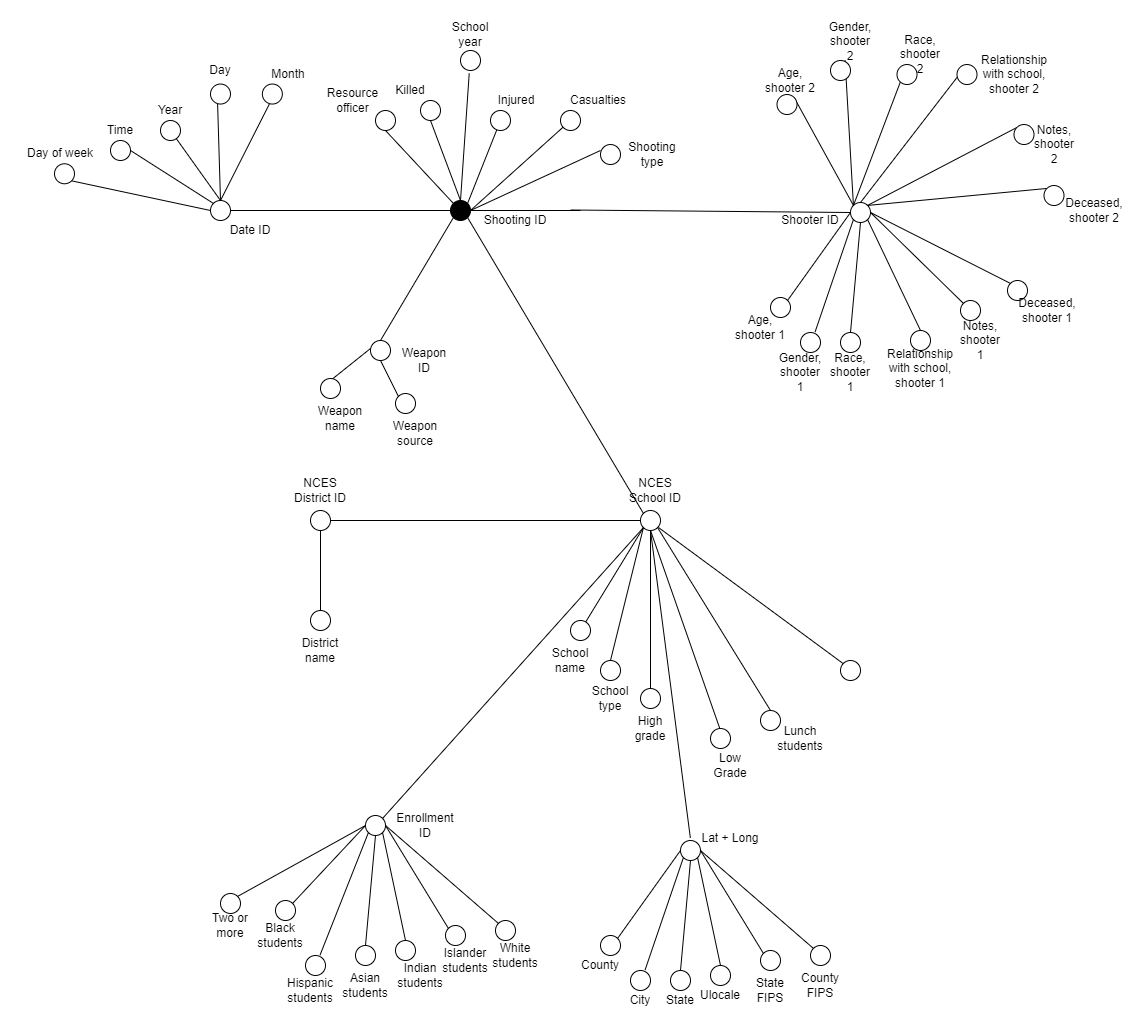 School
year
Gender,
shooter
2
Race,
shooter
2
Relationship
with school,
shooter 2
Day
Month
Age,
shooter 2
Resource
officer
Killed
Injured
Casualties
Year
Time
Day of week
Shooting
type
Notes,
shooter
2
Deceased,
shooter 2
Date ID
Shooting ID
Shooter ID
Age,
shooter 1
Gender,
shooter
1
Race,
shooter
1
Relationship
with school,
shooter 1
Notes,
shooter
1
Deceased,
shooter 1
Weapon
ID
Weapon
name
Weapon
source
NCES
District ID
NCES
School ID
District
name
School
name
School
type
High
grade
Low
Grade
Lunch
students
Enrollment
ID
Lat + Long
Two or
more
Black
students
Hispanic
students
Asian
students
Indian
students
Islander
students
White
students
County
City
State
Ulocale
State
FIPS
County
FIPS